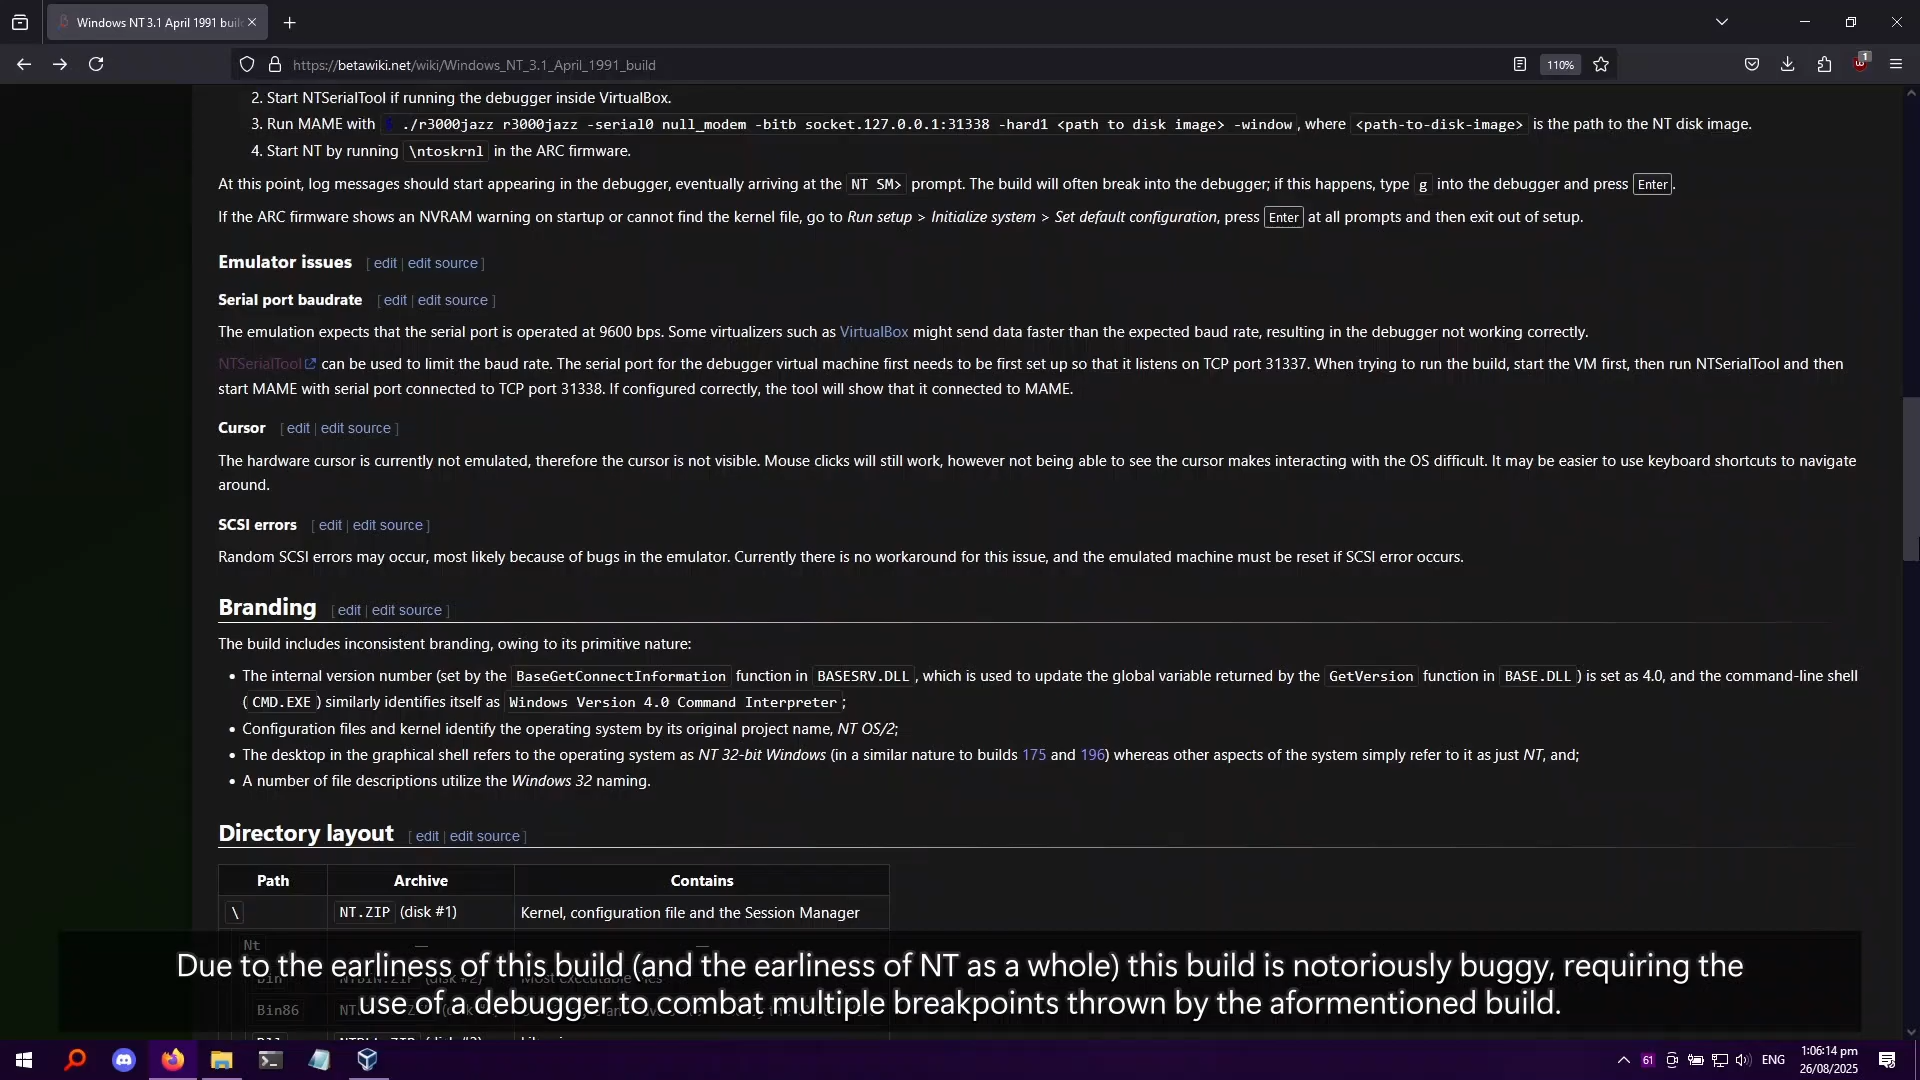 Windows NT 3.1 April 1991 buil
https://betawiki.net/wiki/Windows_NT_3.1_April_1991_build
110%
1
2. Start NTSerialTool if running the debugger inside VirtualBox.
3. Run MAME with ./r3000jazz r3000jazz -serial0 null_modem -bitb socket.127.0.0.1:31338 -hard1 <path to disk image> -window, where <path-to-disk-image> is the path to the NT disk image.
4. Start NT by running \ntoskrnl in the ARC firmware.
At this point, log messages should start appearing in the debugger, eventually arriving at the NT SM> prompt. The build will often break into the debugger; if this happens, type g into the debugger and press Enter.
If the ARC firmware shows an NVRAM warning on startup or cannot find the kernel file, go to Run setup > Initialize system > Set default configuration, press Enter at all prompts and then exit out of setup.
Emulator issues [ edit | edit source ]
Serial port baudrate [ edit | edit source ]
The emulation expects that the serial port is operated at 9600 bps. Some virtualizers such as VirtualBox might send data faster than the expected baud rate, resulting in the debugger not working correctly.
NTSerialTool can be used to limit the baud rate. The serial port for the debugger virtual machine first needs to be first set up so that it listens on TCP port 31337. When trying to run the build, start the VM first, then run NTSerialTool and then
start MAME with serial port connected to TCP port 31338. If configured correctly, the tool will show that it connected to MAME.
Cursor [ edit | edit source ]
The hardware cursor is currently not emulated, therefore the cursor is not visible. Mouse clicks will still work, however not being able to see the cursor makes interacting with the OS difficult. It may be easier to use keyboard shortcuts to navigate
around.
SCSI errors [ edit | edit source ]
Random SCSI errors may occur, most likely because of bugs in the emulator. Currently there is no workaround for this issue, and the emulated machine must be reset if SCSI error occurs.
Branding [ edit | edit source ]
The build includes inconsistent branding, owing to its primitive nature:
• The internal version number (set by the BaseGetConnectInformation function in BASESRV.DLL, which is used to update the global variable returned by the GetVersion function in BASE.DLL) is set as 4.0, and the command-line shell
(CMD.EXE) similarly identifies itself as Windows Version 4.0 Command Interpreter;
• Configuration files and kernel identify the operating system by its original project name, NT OS/2;
• The desktop in the graphical shell refers to the operating system as NT 32-bit Windows (in a similar nature to builds 175 and 196) whereas other aspects of the system simply refer to it as just NT, and;
• A number of file descriptions utilize the Windows 32 naming.
Directory layout [ edit | edit source ]
Path Archive Contains
\ NT.ZIP (disk #1) Kernel, configuration file and the Session Manager
Nt — —
Bin
Bin86
Due to the earliness of this build (and the earliness of NT as a whole) this build is notoriously buggy, requiring the
use of a debugger to combat multiple breakpoints thrown by the aformentioned build.
61
ENG
1:06:14 pm
26/08/2025